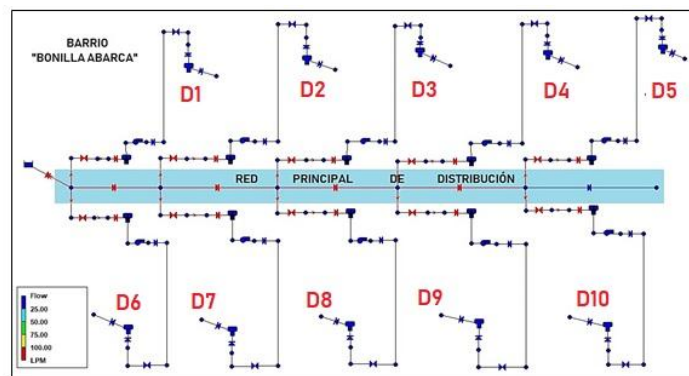 BARRIO
"BONILLA ABARCA"
D1
D2
D3
D4
D5
RED PRINCIPAL DE DISTRIBUCIÓN
D6
D7
D8
D9
D10
Flow
25.00
50.00
75.00
100.00
LPM